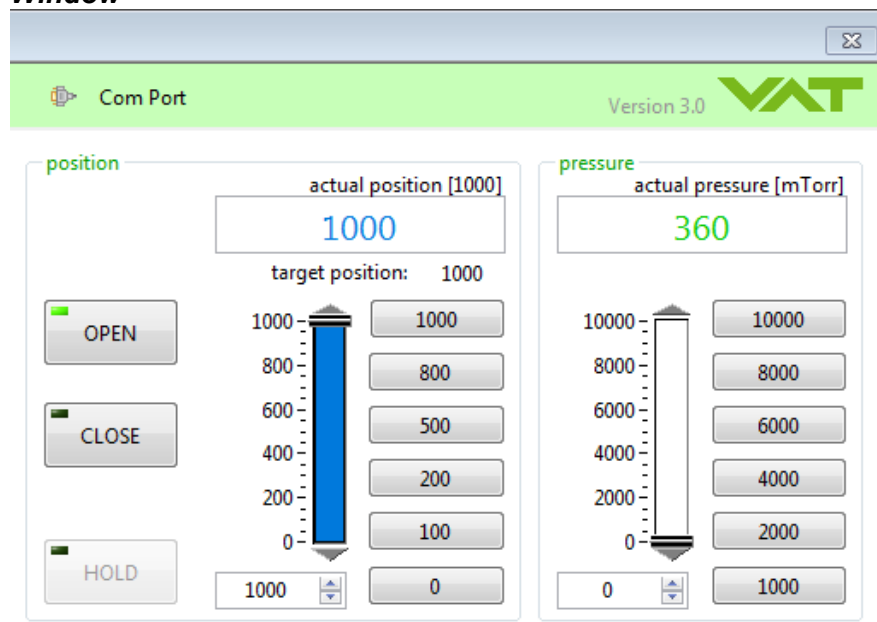 Window
Com Port
Version 3.0
VAT
position
actual position [1000]
1000
target position: 1000
OPEN
CLOSE
HOLD
1000
800
600
400
200
0
1000
1000
800
500
200
100
0
pressure
actual pressure [mTorr]
360
10000
8000
6000
4000
2000
0
0
10000
8000
6000
4000
2000
1000